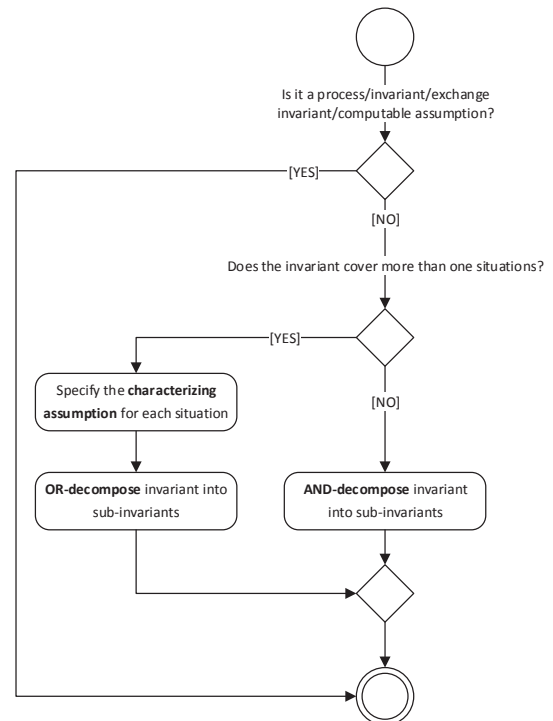 Is it a process/invariant/exchange
invariant/computable assumption?
[YES]
[NO]
Does the invariant cover more than one situations?
[YES]
Specify the characterizing
assumption for each situation
[NO]
OR-decompose invariant into
sub-invariants
AND-decompose invariant
into sub-invariants